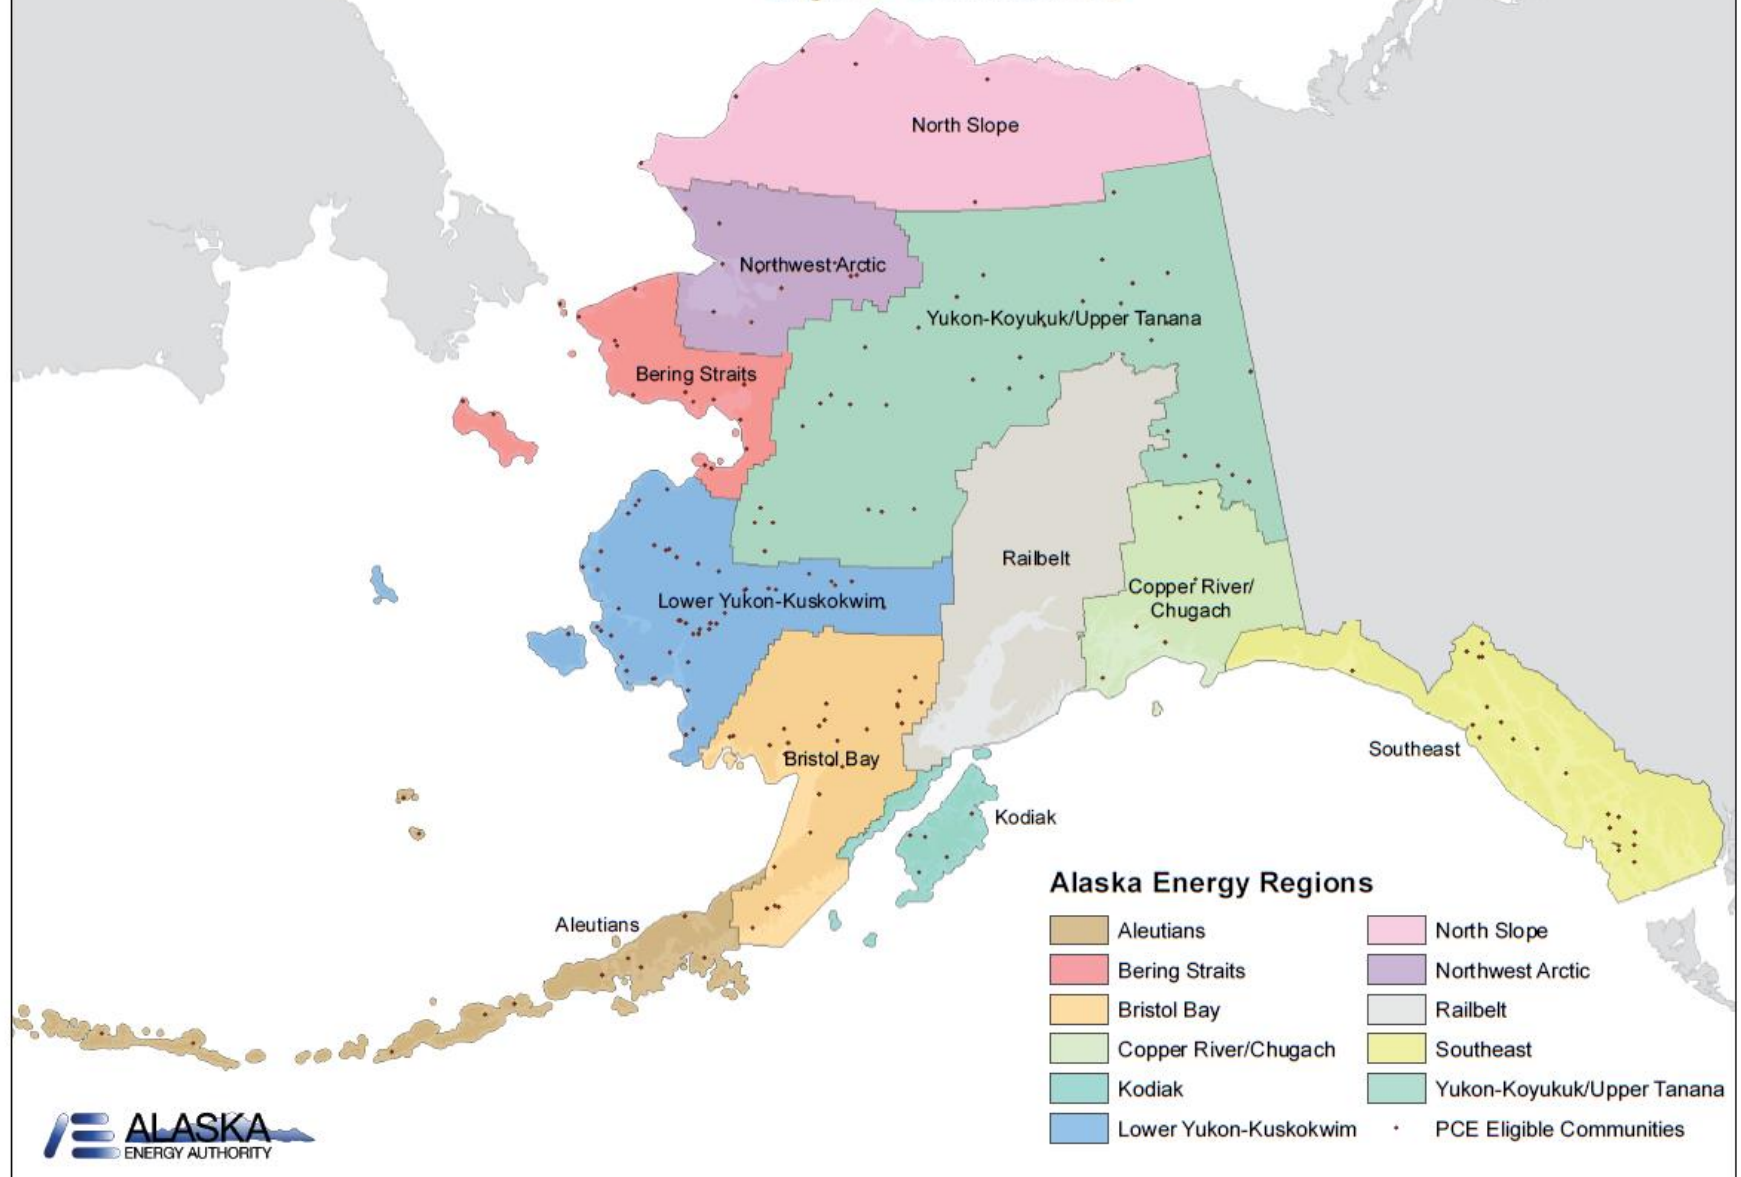 North Slope
Northwest Arctic
Yukon-Koyukuk/Upper Tanana
Bering Straits
Railbelt
Copper River/
Chugach
Lower Yukon-Kuskokwim
Southeast
Bristol Bay
Kodiak
Aleutians
Alaska Energy Regions
Aleutians
Bering Straits
Bristol Bay
Copper River/Chugach
Kodiak
Lower Yukon-Kuskokwim
North Slope
Northwest Arctic
Railbelt
Southeast
Yukon-Koyukuk/Upper Tanana
PCE Eligible Communities
ALASKA
ENERGY AUTHORITY